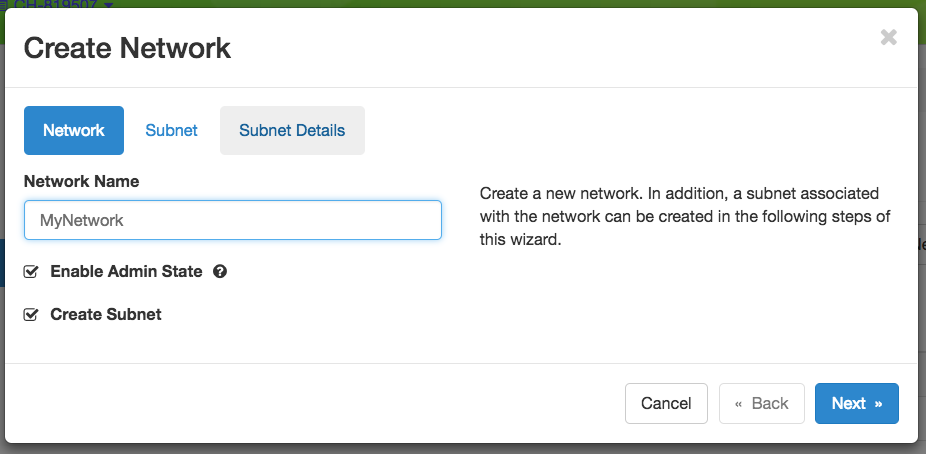 CH-819507
Create Network
×
Network Subnet Subnet Details
Network Name
MyNetwork
Create a new network. In addition, a subnet associated
with the network can be created in the following steps of
this wizard.
Enable Admin State ?
Create Subnet
Cancel « Back Next »